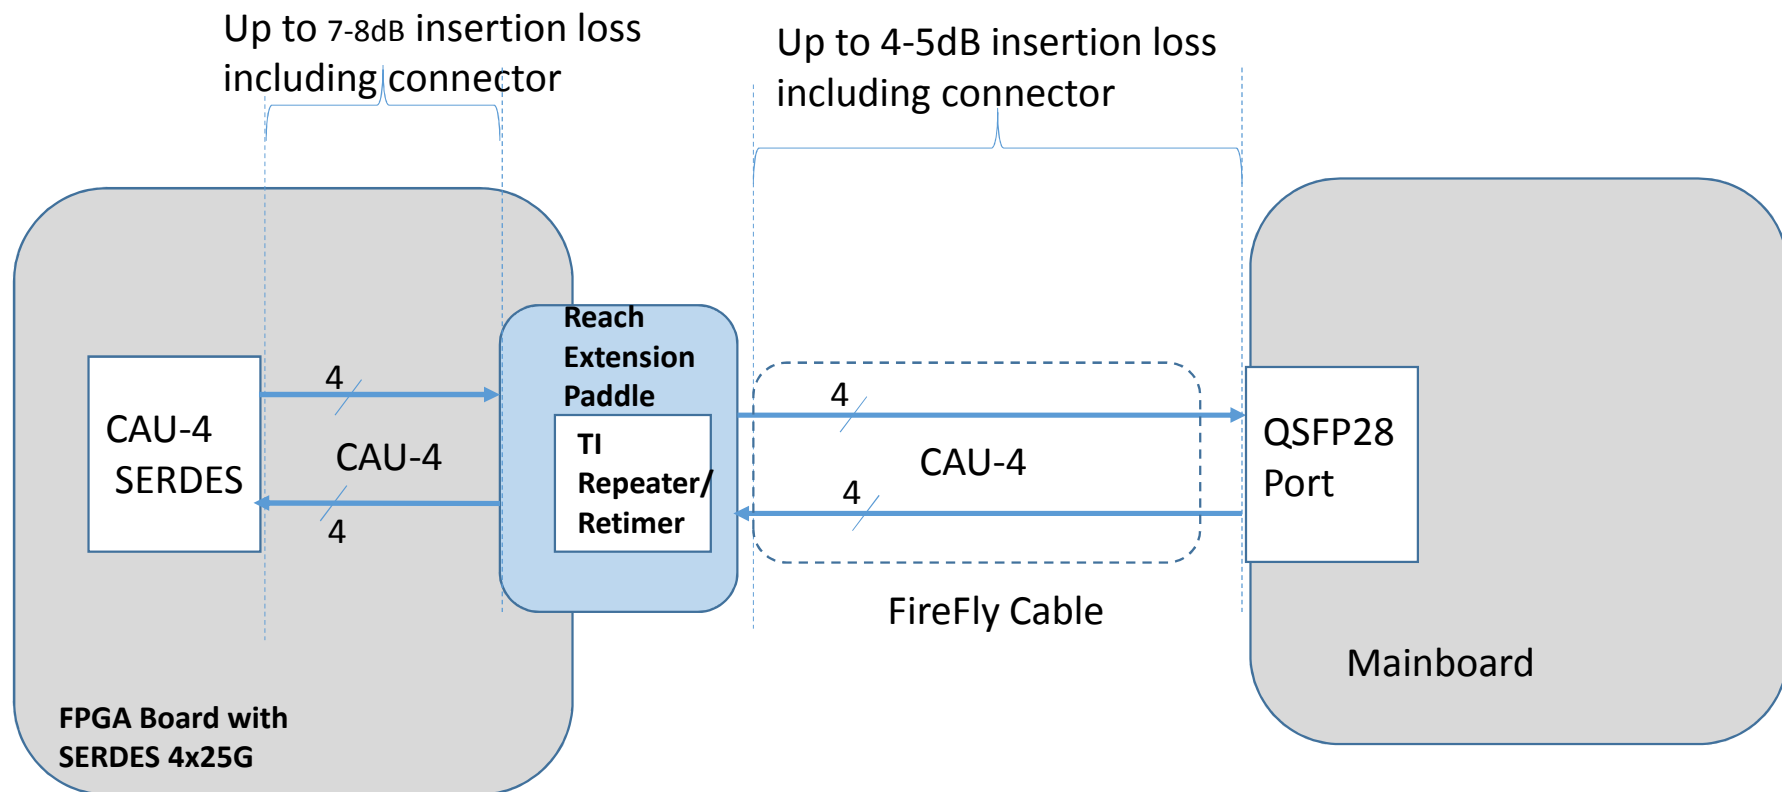 Up to 7-8dB insertion loss
including connector
Up to 4-5dB insertion loss
including connector
Reach
Extension
Paddle
TI
Repeater/
Retimer
CAU-4
SERDES
4
CAU-4
4
4
CAU-4
4
QSFP28
Port
FireFly Cable
Mainboard
FPGA Board with
SERDES 4x25G